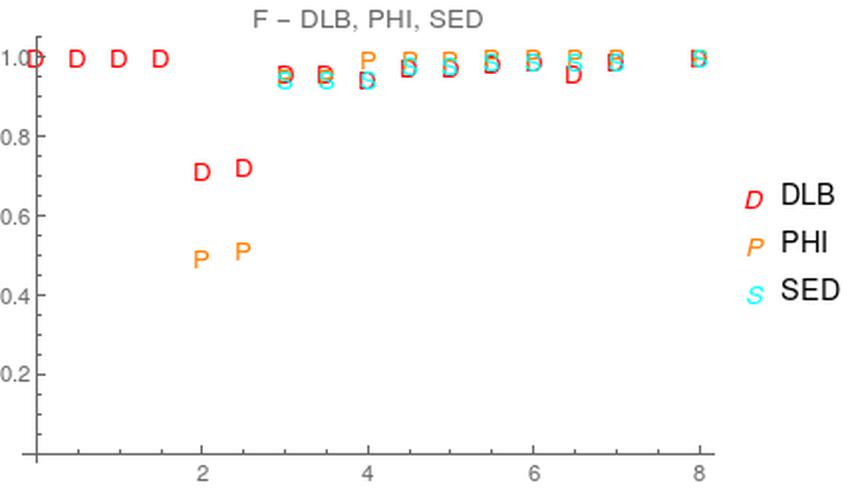 F – DLB, PHI, SED
1.0
D D D D P P P P P P P P P
D D D D D D D D D D
S S S S S S S S S S
0.8
D D
0.6
P P
0.4
0.2
2 4 6 8
D DLB
P PHI
S SED